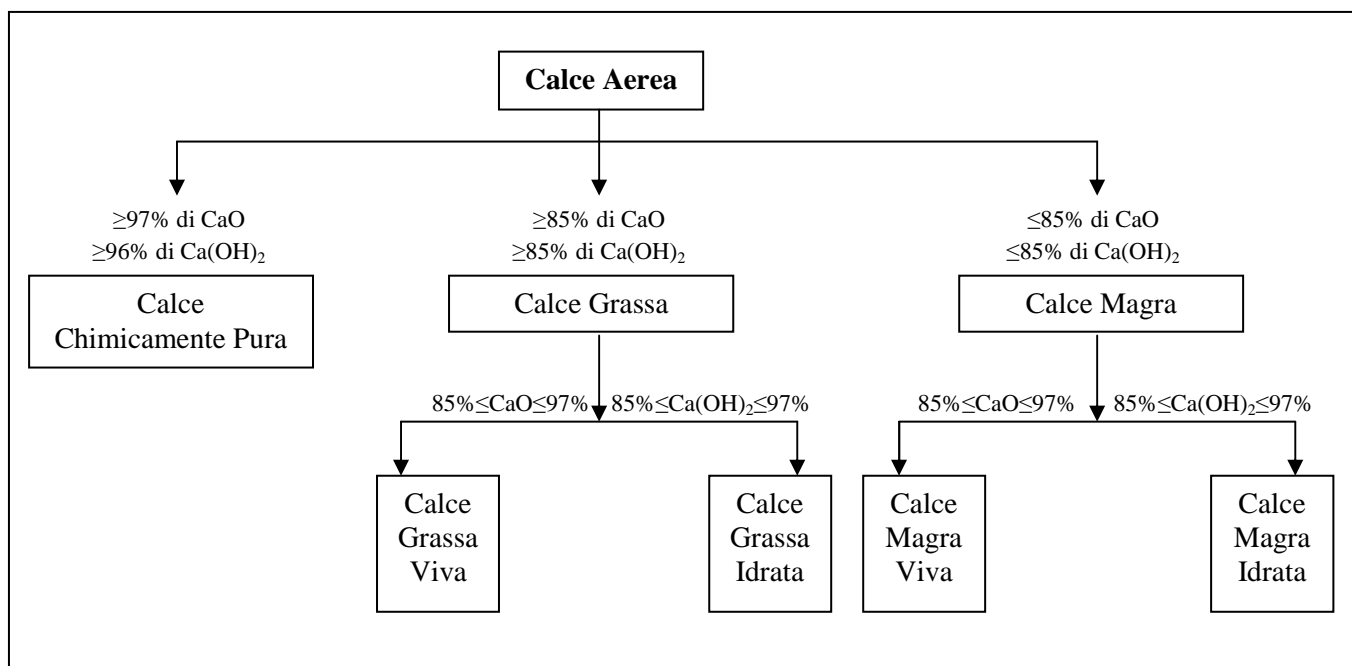 Calce Aerea
≥97% di CaO
≥96% di Ca(OH)₂
Calce
Chimicamente Pura
≥85% di CaO
≥85% di Ca(OH)₂
Calce Grassa
≤85% di CaO
≤85% di Ca(OH)₂
Calce Magra
85%≤CaO≤97%
85%≤Ca(OH)₂≤97%
85%≤CaO≤97%
85%≤Ca(OH)₂≤97%
Calce
Grassa
Viva
Calce
Grassa
Idrata
Calce
Magra
Viva
Calce
Magra
Idrata